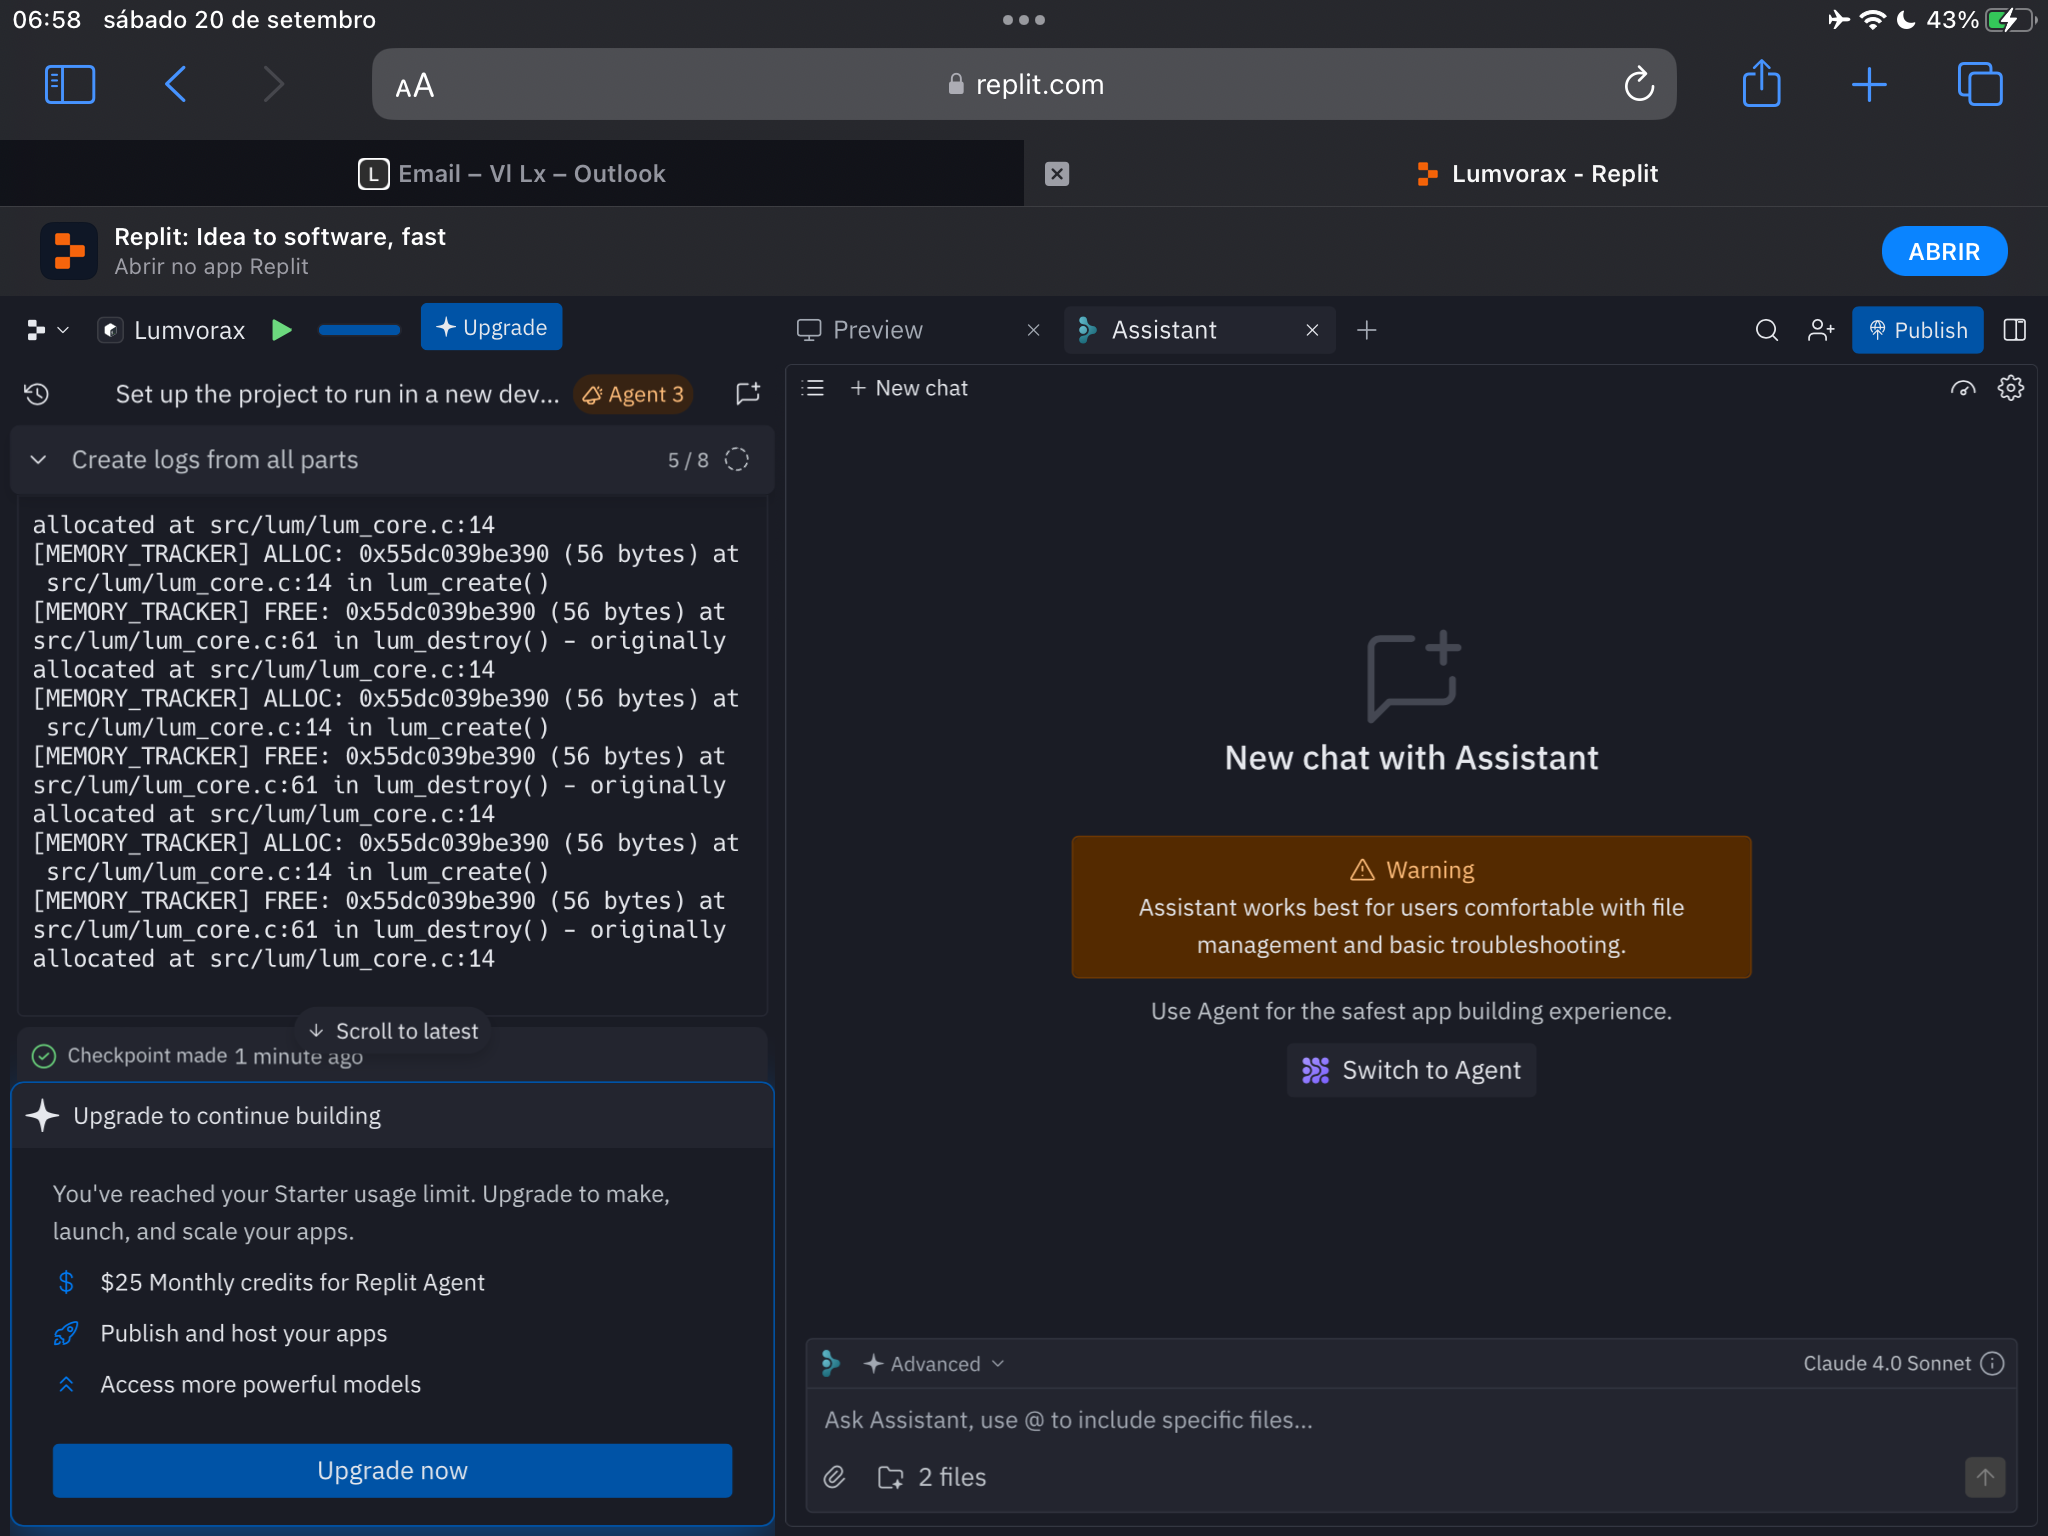 06:58 sábado 20 de setembro
43%
AA
replit.com
L Email – Vl Lx – Outlook
Lumvorax - Replit
Replit: Idea to software, fast
Abrir no app Replit
ABRIR
Lumvorax
Upgrade
Preview
Assistant
Publish
Set up the project to run in a new dev...
Agent 3
New chat
Create logs from all parts
5 / 8
allocated at src/lum/lum_core.c:14
[MEMORY_TRACKER] ALLOC: 0x55dc039be390 (56 bytes) at
src/lum/lum_core.c:14 in lum_create()
[MEMORY_TRACKER] FREE: 0x55dc039be390 (56 bytes) at
src/lum/lum_core.c:61 in lum_destroy() - originally
allocated at src/lum/lum_core.c:14
[MEMORY_TRACKER] ALLOC: 0x55dc039be390 (56 bytes) at
src/lum/lum_core.c:14 in lum_create()
[MEMORY_TRACKER] FREE: 0x55dc039be390 (56 bytes) at
src/lum/lum_core.c:61 in lum_destroy() - originally
allocated at src/lum/lum_core.c:14
[MEMORY_TRACKER] ALLOC: 0x55dc039be390 (56 bytes) at
src/lum/lum_core.c:14 in lum_create()
[MEMORY_TRACKER] FREE: 0x55dc039be390 (56 bytes) at
src/lum/lum_core.c:61 in lum_destroy() - originally
allocated at src/lum/lum_core.c:14
Scroll to latest
Checkpoint made 1 minute ago
Upgrade to continue building
You've reached your Starter usage limit. Upgrade to make,
launch, and scale your apps.
$25 Monthly credits for Replit Agent
Publish and host your apps
Access more powerful models
Upgrade now
New chat with Assistant
Warning
Assistant works best for users comfortable with file
management and basic troubleshooting.
Use Agent for the safest app building experience.
Switch to Agent
Advanced
Claude 4.0 Sonnet
Ask Assistant, use @ to include specific files...
2 files